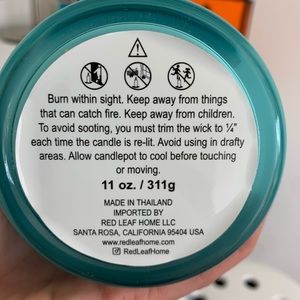 Burn within sight. Keep away from things
that can catch fire. Keep away from children.
To avoid sooting, you must trim the wick to ¼"
each time the candle is re-lit. Avoid using in drafty
areas. Allow candlepot to cool before touching
or moving.
11 oz. / 311g
MADE IN THAILAND
IMPORTED BY
RED LEAF HOME LLC
SANTA ROSA, CALIFORNIA 95404 USA
www.redleafhome.com
RedLeafHome